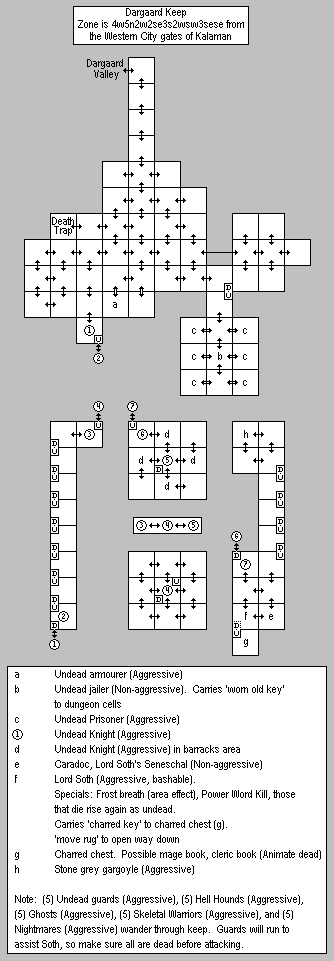 Dargaard Keep
Zone is 4w5n2w2se3s2wsw3sese from
the Western City gates of Kalaman
Dargaard
Valley
Death
Trap
a
1
U
2
D
U
c
c
c
b
c
c
c
4
U
3
D
U
D
U
D
U
D
U
D
U
D
U
2
D
1
7
U
6
d
d
5
d
D
d
3
4
5
U
4
D
h
D
U
D
U
D
U
D
U
6
D
7
f
e
D
U
g
a Undead armourer (Aggressive)
b Undead jailer (Non-aggressive). Carries 'worn old key'
to dungeon cells
c Undead Prisoner (Aggressive)
1 Undead Knight (Aggressive)
d Undead Knight (Aggressive) in barracks area
e Caradoc, Lord Soth's Seneschal (Non-aggressive)
f Lord Soth (Aggressive, bashable).
Specials: Frost breath (area effect), Power Word Kill, those
that die rise again as undead.
Carries 'charred key' to charred chest (g).
'move rug' to open way down
g Charred chest. Possible mage book, cleric book (Animate dead)
h Stone grey gargoyle (Aggressive)
Note: (5) Undead guards (Aggressive), (5) Hell Hounds (Aggressive),
(5) Ghosts (Aggressive), (5) Skeletal Warriors (Aggressive), and (5)
Nightmares (Aggressive) wander through keep. Guards will run to
assist Soth, so make sure all are dead before attacking.